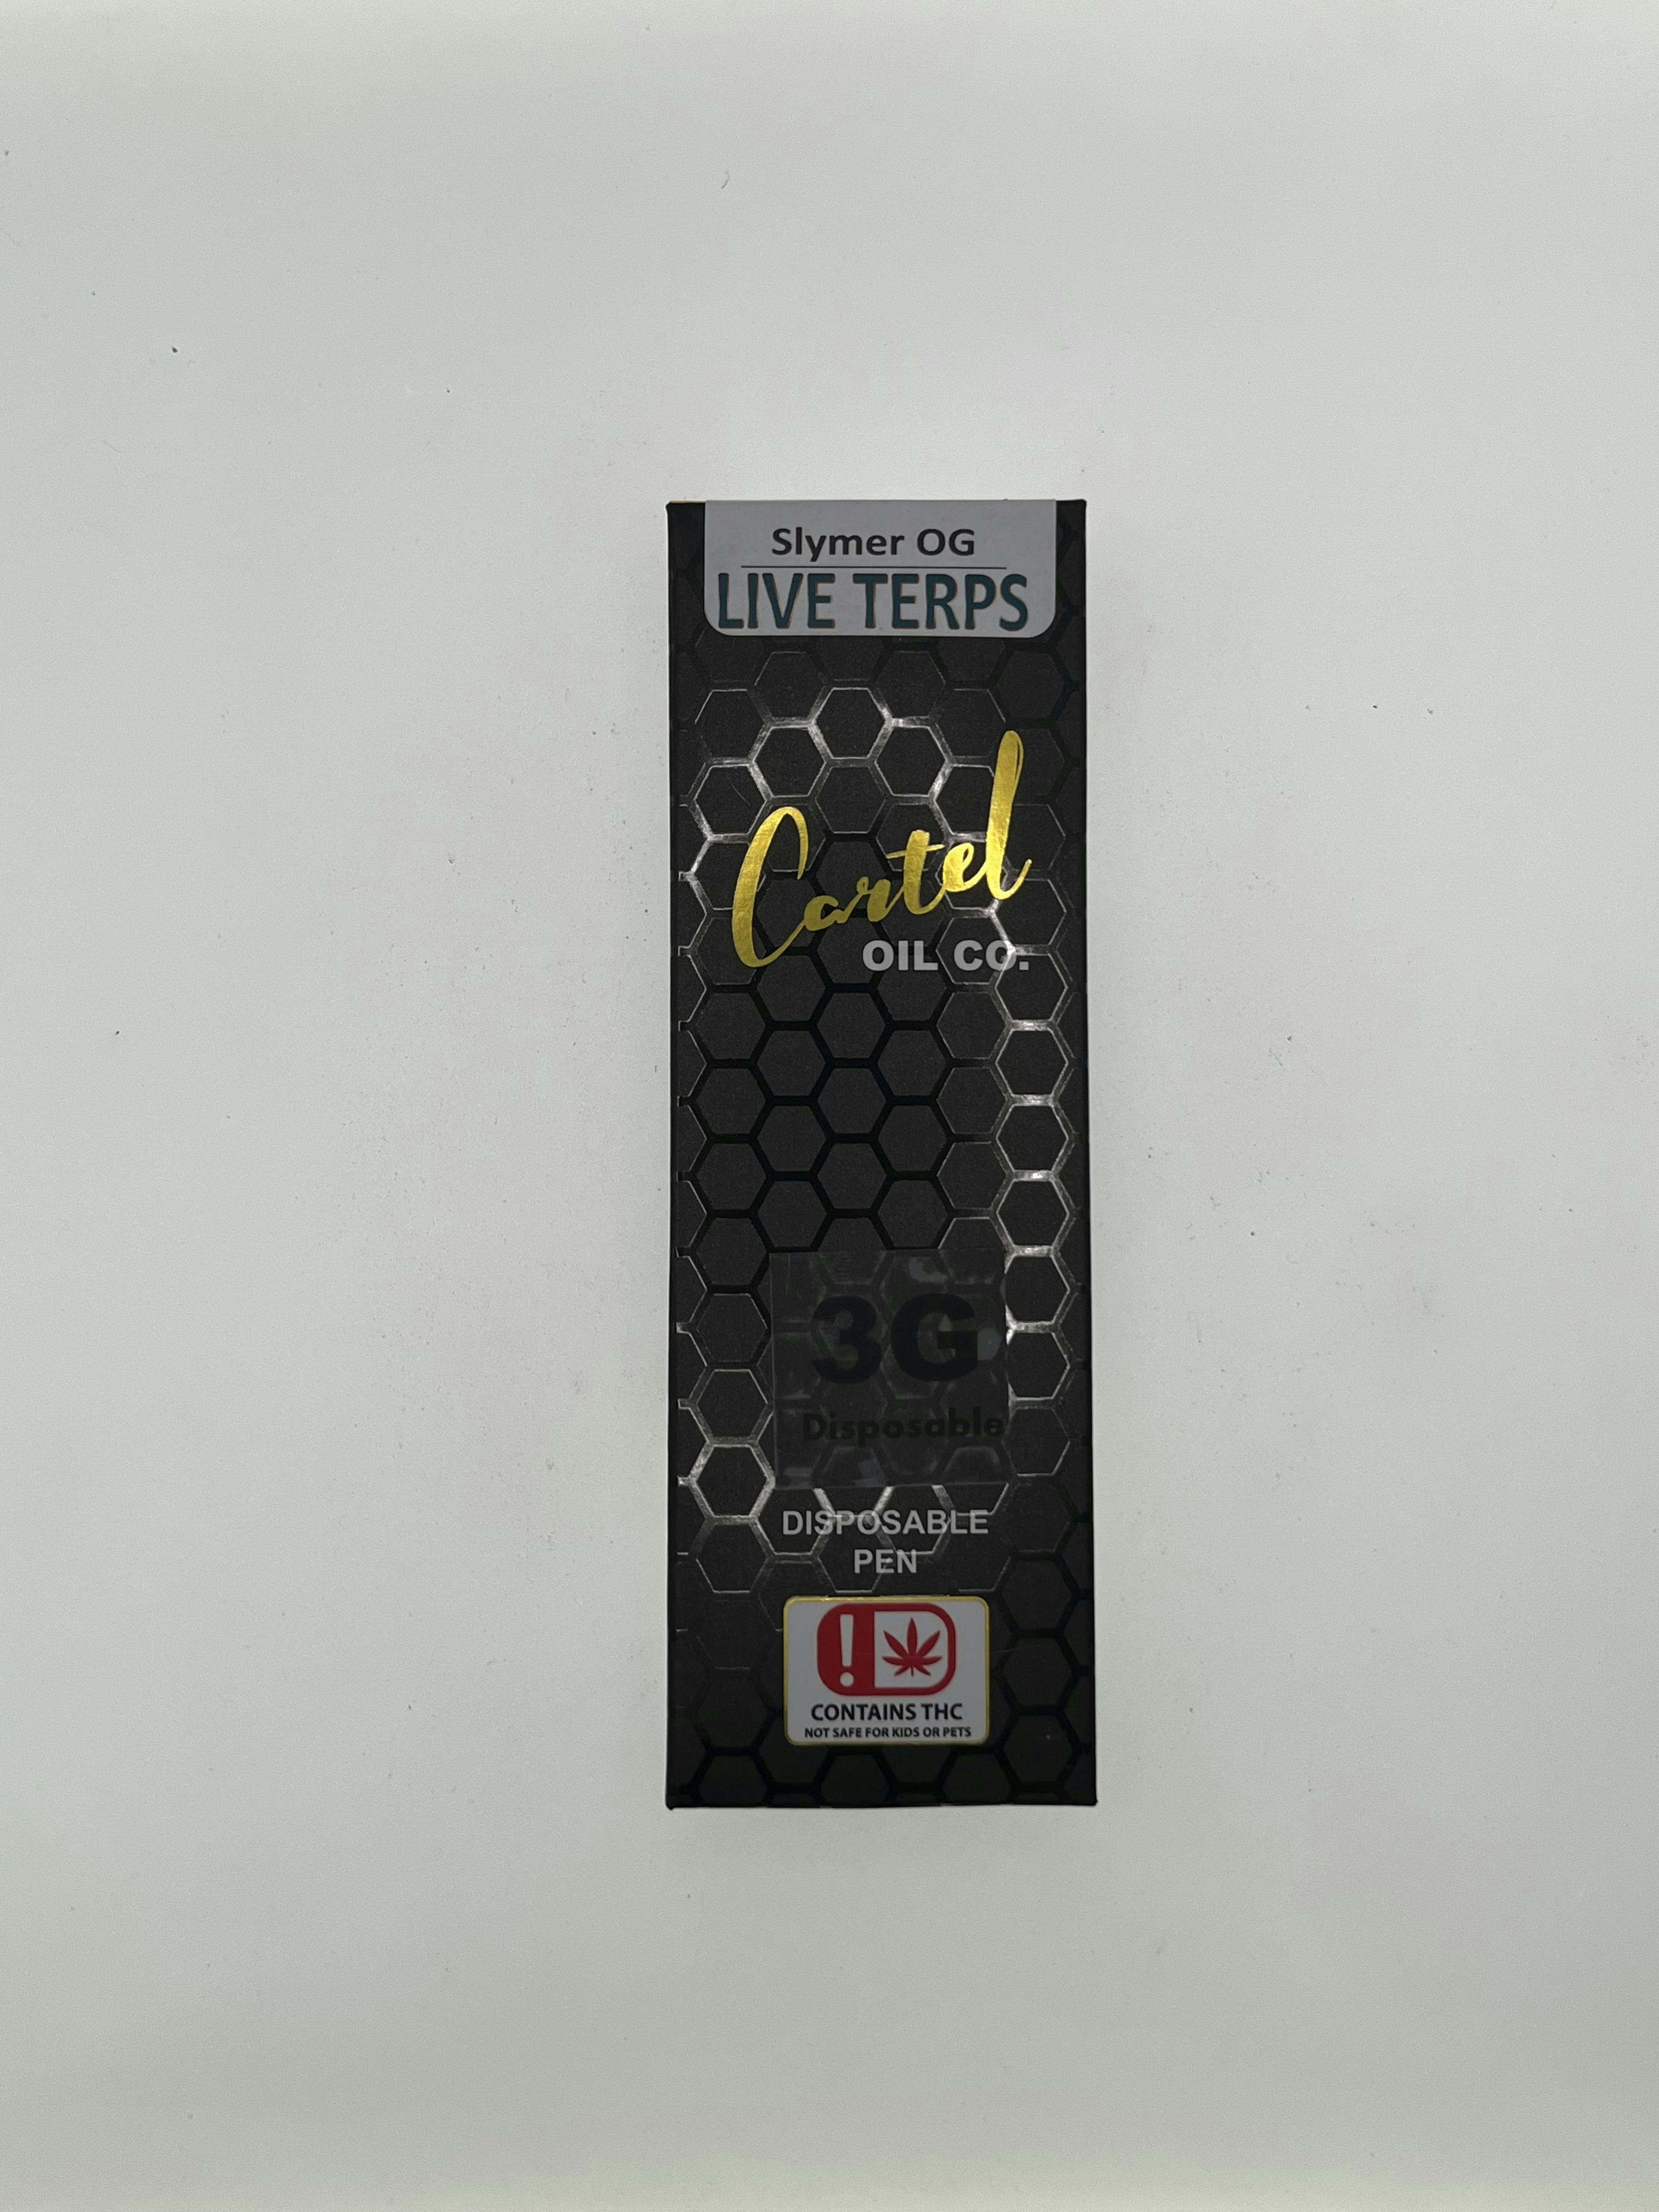 Slymer OG
LIVE TERPS
Cartel
OIL CO.
3G
Disposable
DISPOSABLE
PEN
!
CONTAINS THC
NOT SAFE FOR KIDS OR PETS